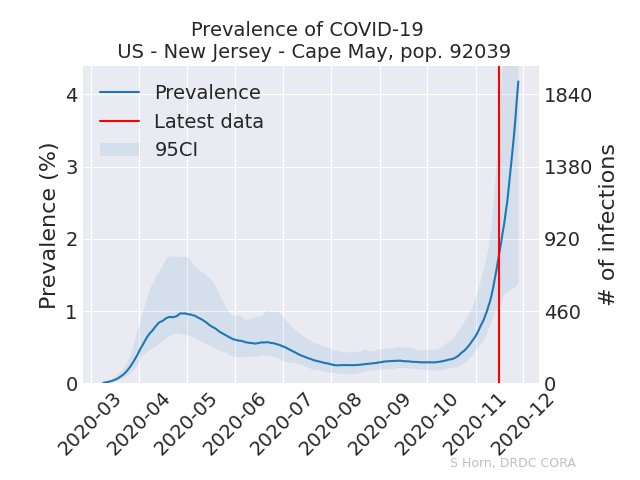 Prevalence of COVID-19
US - New Jersey - Cape May, pop. 92039
Prevalence
Latest data
95CI
Prevalence (%)
4
3
2
1
0
# of infections
1840
1380
920
460
0
2020-03
2020-04
2020-05
2020-06
2020-07
2020-08
2020-09
2020-10
2020-11
2020-12
S Horn, DRDC CORA